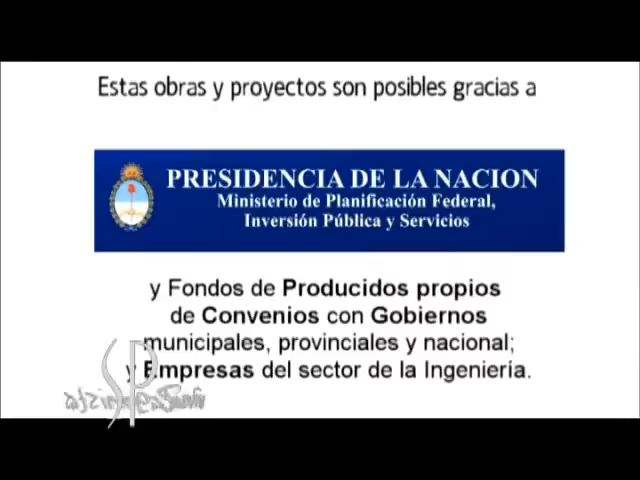 Estas obras y proyectos son posibles gracias a
PRESIDENCIA DE LA NACION
Ministerio de Planificación Federal,
Inversión Pública y Servicios
y Fondos de Producidos propios
de Convenios con Gobiernos
municipales, provinciales y nacional;
y Empresas del sector de la Ingeniería.
SP